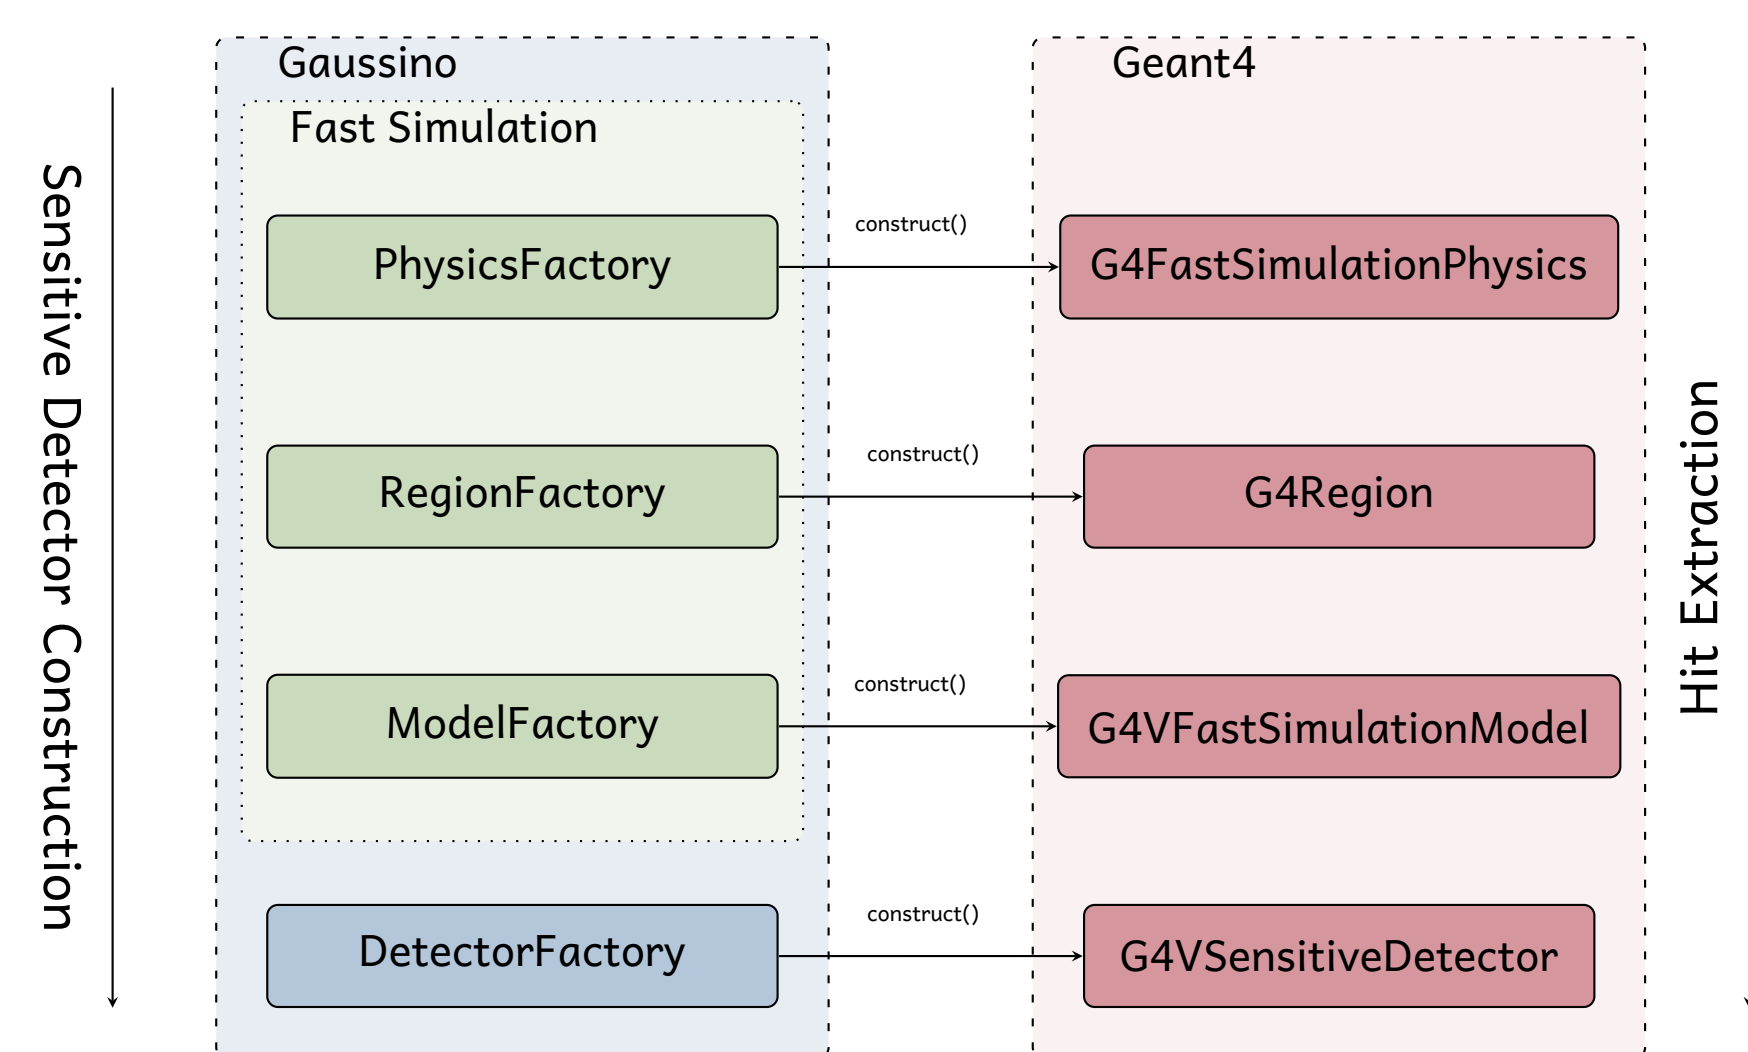 Gaussino
Geant4
Fast Simulation
Sensitive Detector Construction
PhysicsFactory
construct()
G4FastSimulationPhysics
RegionFactory
construct()
G4Region
Hit Extraction
ModelFactory
construct()
G4VFastSimulationModel
DetectorFactory
construct()
G4VSensitiveDetector